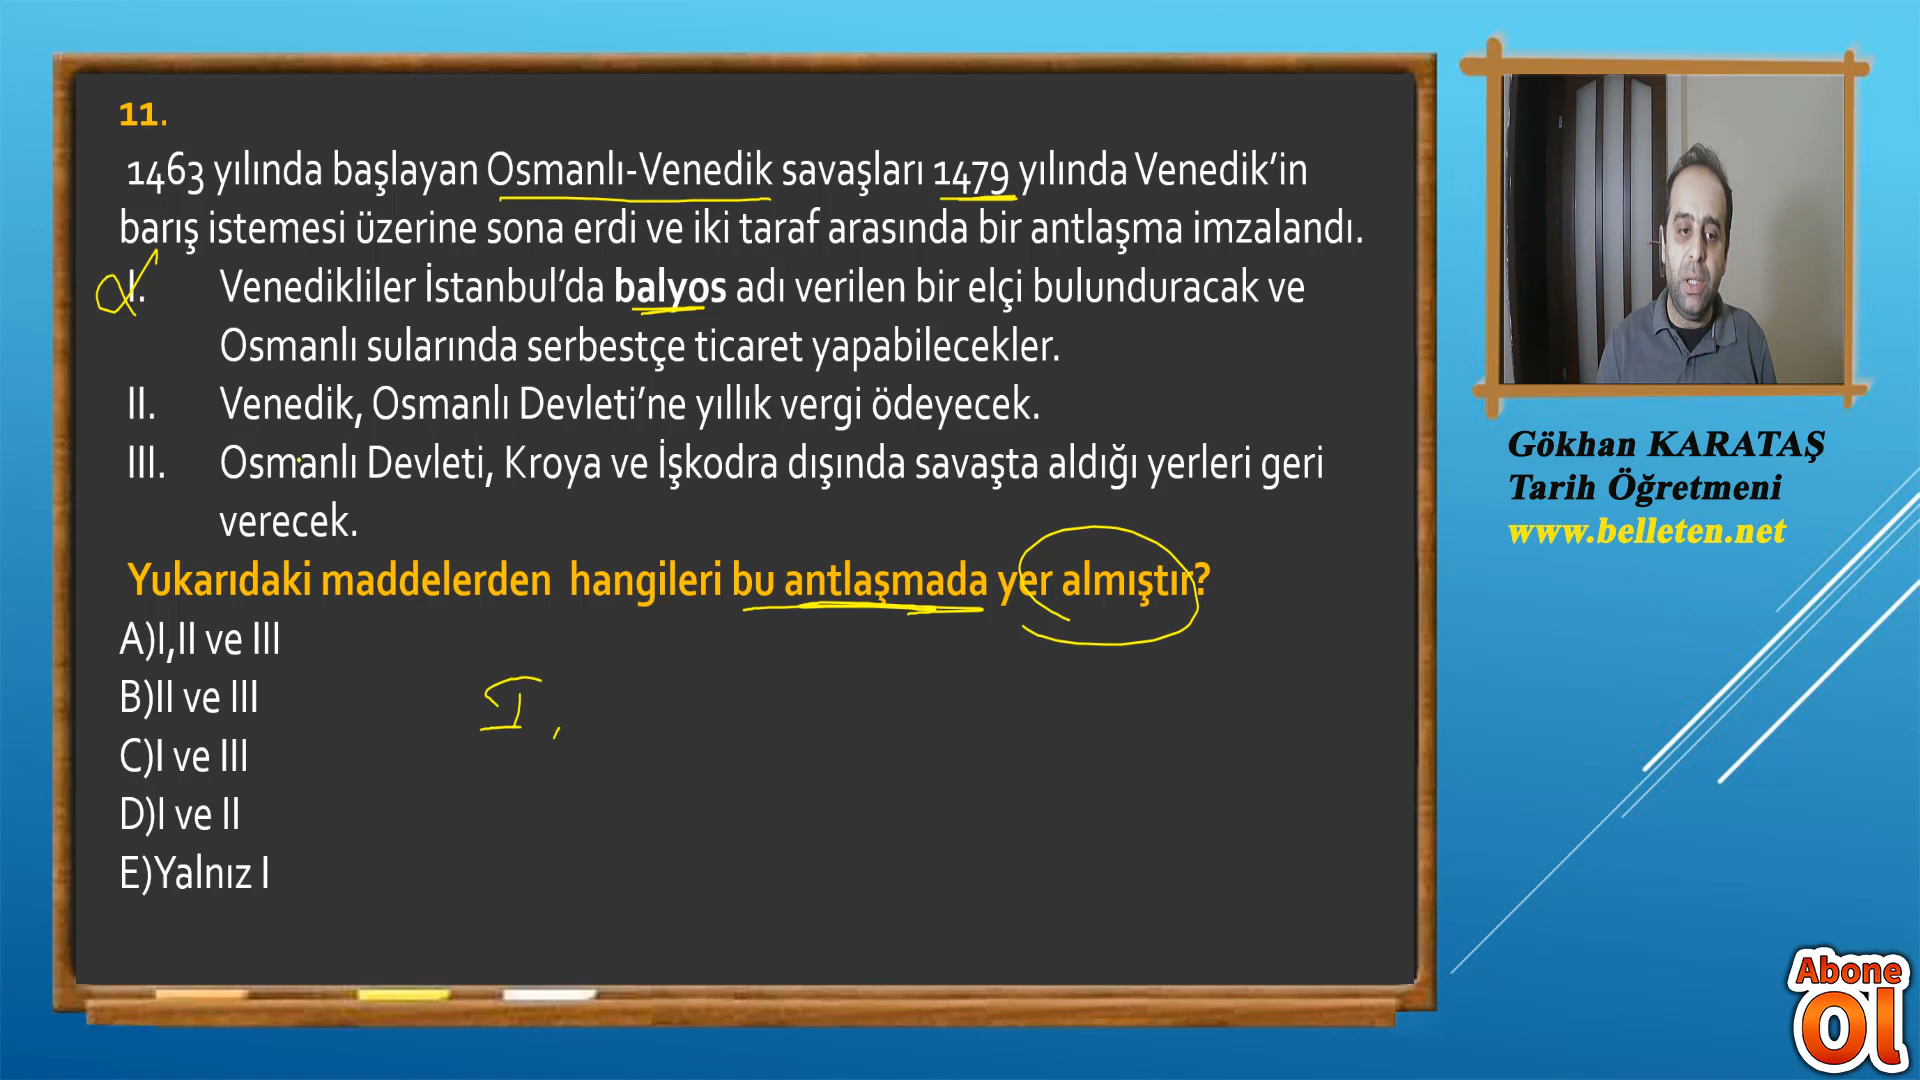 11.
1463 yılında başlayan Osmanlı-Venedik savaşları 1479 yılında Venedik’in
barış istemesi üzerine sona erdi ve iki taraf arasında bir antlaşma imzalandı.
I. Venedikliler İstanbul’da balyos adı verilen bir elçi bulunduracak ve
Osmanlı sularında serbestçe ticaret yapabilecekler.
II. Venedik, Osmanlı Devleti’ne yıllık vergi ödeyecek.
III. Osmanlı Devleti, Kroya ve İşkodra dışında savaşta aldığı yerleri geri
verecek.
Yukarıdaki maddelerden hangileri bu antlaşmada yer almıştır?
A)I,II ve III
B)II ve III
C)I ve III
D)I ve II
E)Yalnız I
I,
Gökhan KARATAŞ
Tarih Öğretmeni
www.belleten.net
Abone
Ol